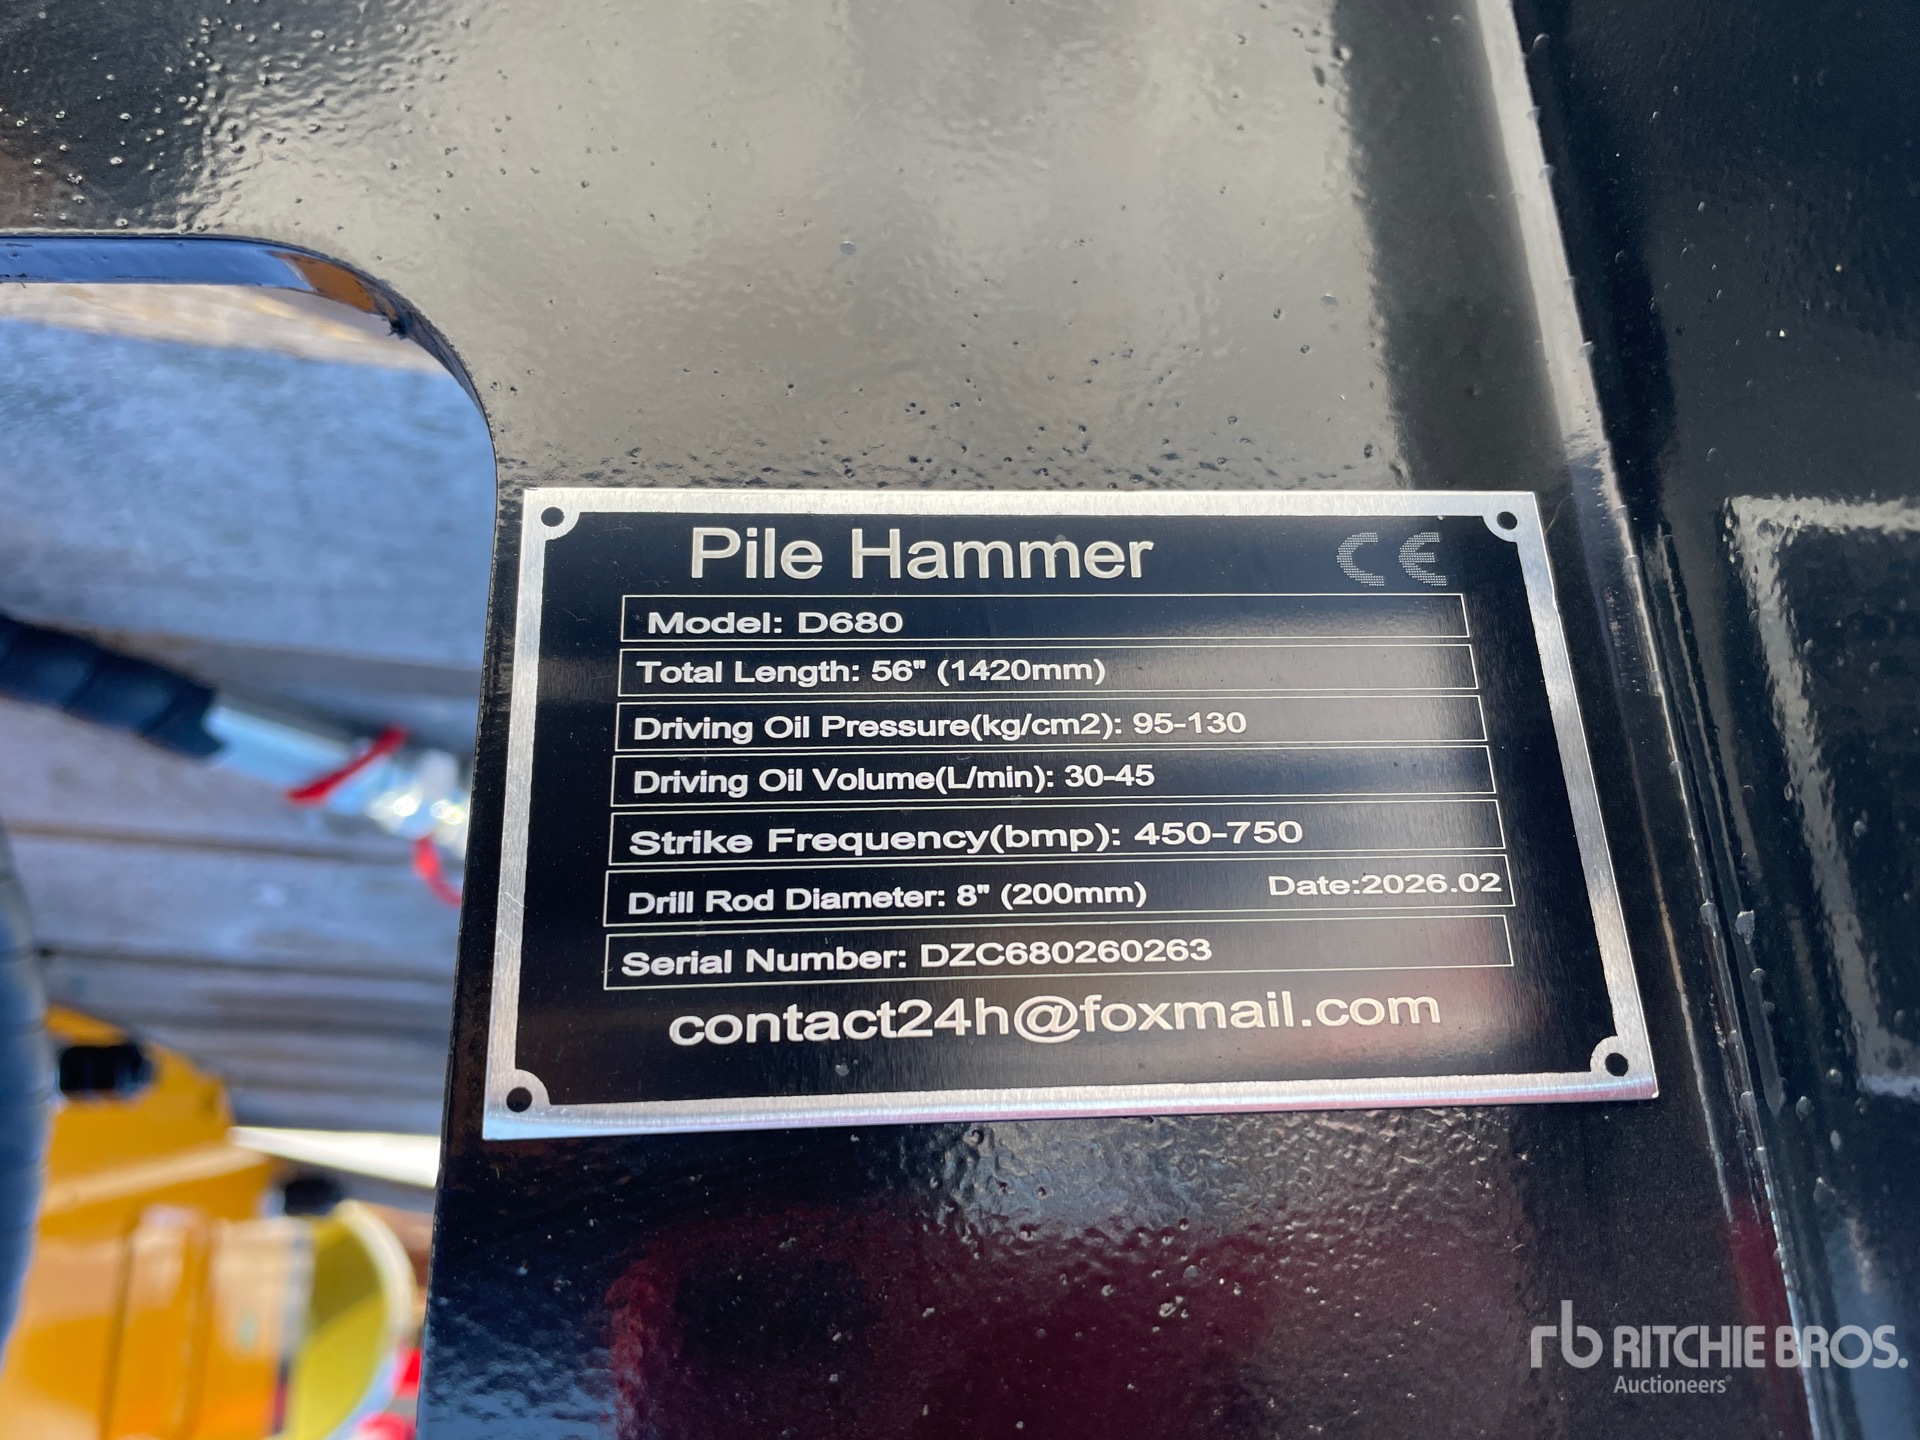 Pile Hammer CE
Model: D680
Total Length: 56" (1420mm)
Driving Oil Pressure(kg/cm2): 95-130
Driving Oil Volume(L/min): 30-45
Strike Frequency(bmp): 450-750
Drill Rod Diameter: 8" (200mm) Date:2026.02
Serial Number: DZC680260263
contact24h@foxmail.com
rb RITCHIE BROS.
Auctioneers